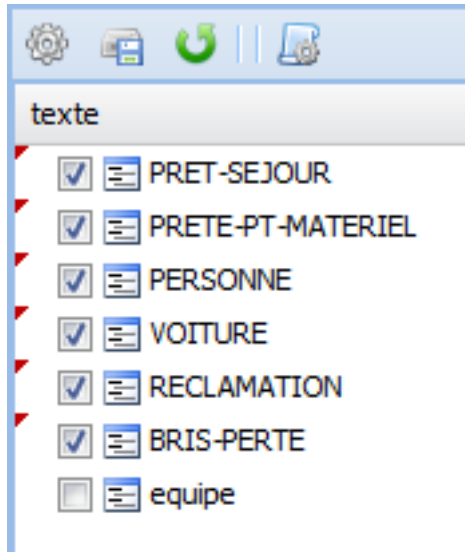 texte
PRET-SEJOUR
PRETE-PT-MATERIEL
PERSONNE
VOITURE
RECLAMATION
BRIS-PERTE
equipe